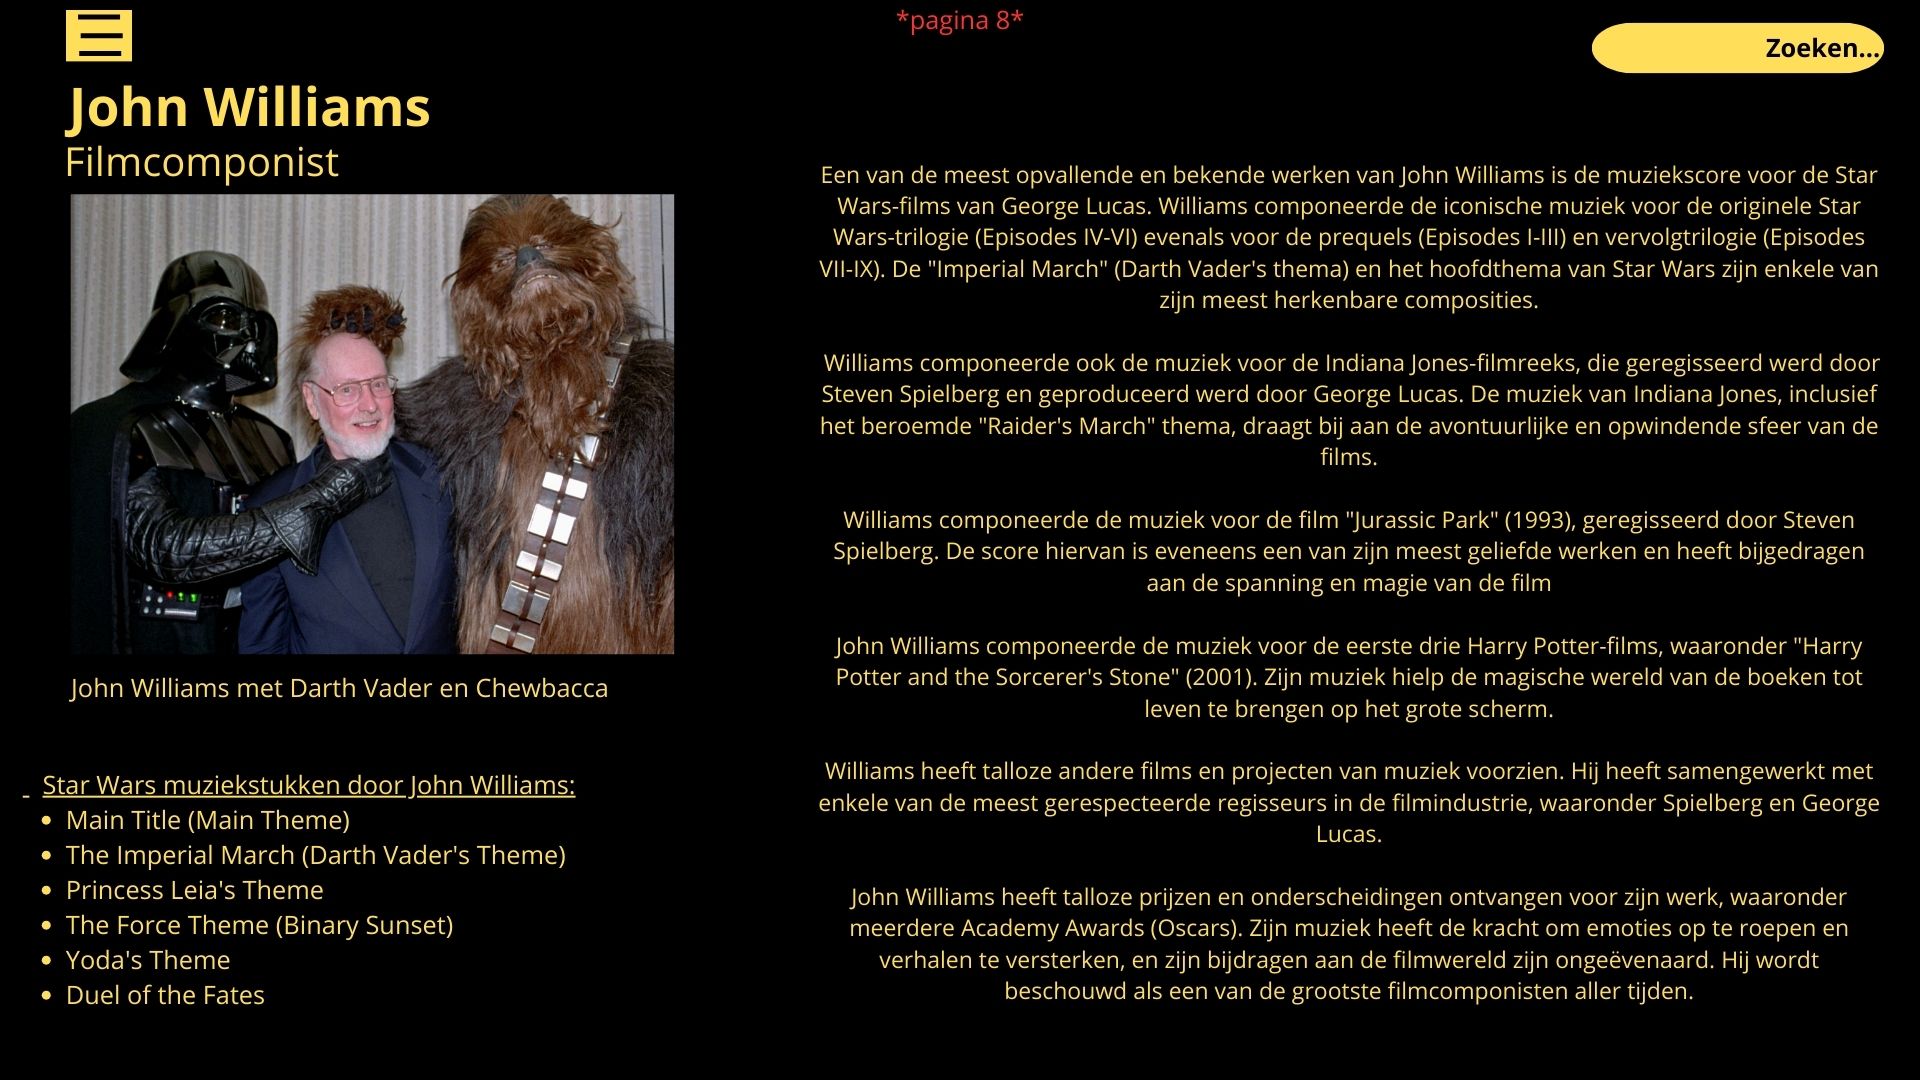 *pagina 8*
Zoeken...
John Williams
Filmcomponist
John Williams met Darth Vader en Chewbacca
Star Wars muziekstukken door John Williams:
Main Title (Main Theme)
The Imperial March (Darth Vader's Theme)
Princess Leia's Theme
The Force Theme (Binary Sunset)
Yoda's Theme
Duel of the Fates
Een van de meest opvallende en bekende werken van John Williams is de muziekscore voor de Star
Wars-films van George Lucas. Williams componeerde de iconische muziek voor de originele Star
Wars-trilogie (Episodes IV-VI) evenals voor de prequels (Episodes I-III) en vervolgtrilogie (Episodes
VII-IX). De "Imperial March" (Darth Vader's thema) en het hoofdthema van Star Wars zijn enkele van
zijn meest herkenbare composities.
Williams componeerde ook de muziek voor de Indiana Jones-filmreeks, die geregisseerd werd door
Steven Spielberg en geproduceerd werd door George Lucas. De muziek van Indiana Jones, inclusief
het beroemde "Raider's March" thema, draagt bij aan de avontuurlijke en opwindende sfeer van de
films.
Williams componeerde de muziek voor de film "Jurassic Park" (1993), geregisseerd door Steven
Spielberg. De score hiervan is eveneens een van zijn meest geliefde werken en heeft bijgedragen
aan de spanning en magie van de film
John Williams componeerde de muziek voor de eerste drie Harry Potter-films, waaronder "Harry
Potter and the Sorcerer's Stone" (2001). Zijn muziek hielp de magische wereld van de boeken tot
leven te brengen op het grote scherm.
Williams heeft talloze andere films en projecten van muziek voorzien. Hij heeft samengewerkt met
enkele van de meest gerespecteerde regisseurs in de filmindustrie, waaronder Spielberg en George
Lucas.
John Williams heeft talloze prijzen en onderscheidingen ontvangen voor zijn werk, waaronder
meerdere Academy Awards (Oscars). Zijn muziek heeft de kracht om emoties op te roepen en
verhalen te versterken, en zijn bijdragen aan de filmwereld zijn ongeëvenaard. Hij wordt
beschouwd als een van de grootste filmcomponisten aller tijden.